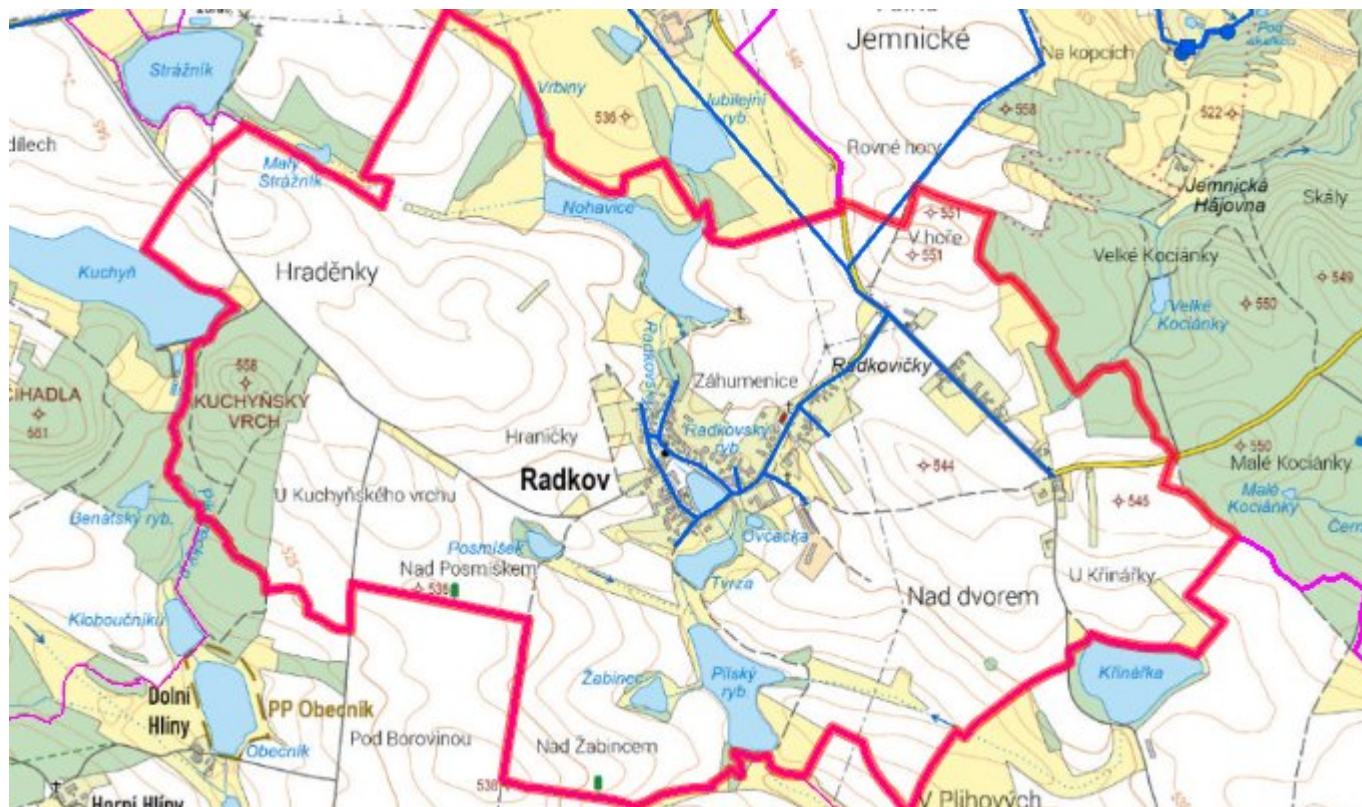 Strážník
dílech
Malý
Strážník
Vrbiny
536
Jubilejní
ryb.
Jemnické
Na kopcích
Pod
558
522
Rovné hory
Jemnická
Hájovna
Skály
Nohavice
551
V hoře
551
Velké Kociánky
549
550
Velké
Kociánky
Kuchyň
Hraděnky
558
KUCHYŇSKÝ
VRCH
ČIHADLA
561
Radkovičky
Záhumenice
Hraničky
Radkovský
ryb.
Radkov
544
550
Malé Kociánky
Malé
Kociánky
545
U Kuchyňského vrchu
Benátský ryb.
525
Posmíšek
Nad Posmíškem
536
Ovčačka
Tvrza
U Křinářky
Nad dvorem
Kloboučníků
Žabinec
Pilský
ryb.
Křinářka
Dolní
Hliny
PP Obecník
Obecník
Pod Borovinou
Nad Žabincem
538
V Plihových
Horní Hliny